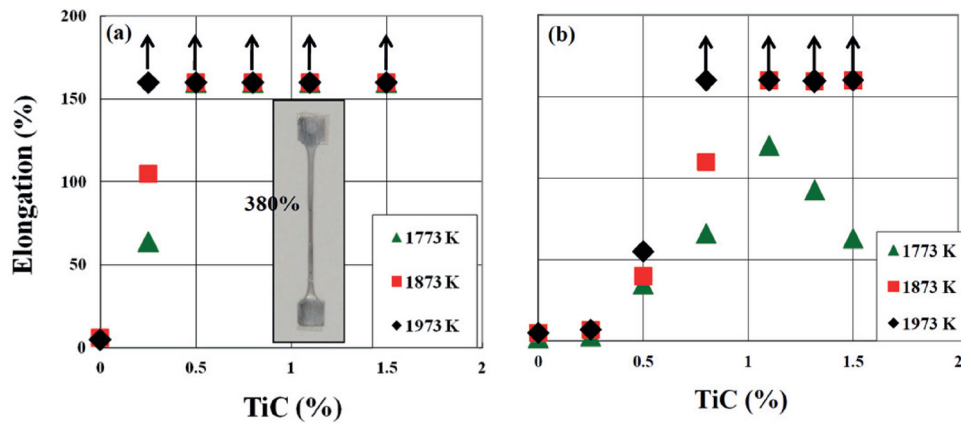 (a)
200
150
100
50
0
Elongation (%)
380%
1773 K
1873 K
1973 K
0 0.5 1 1.5 2
TiC (%)
(b)
1773 K
1873 K
1973 K
0 0.5 1 1.5 2
TiC (%)